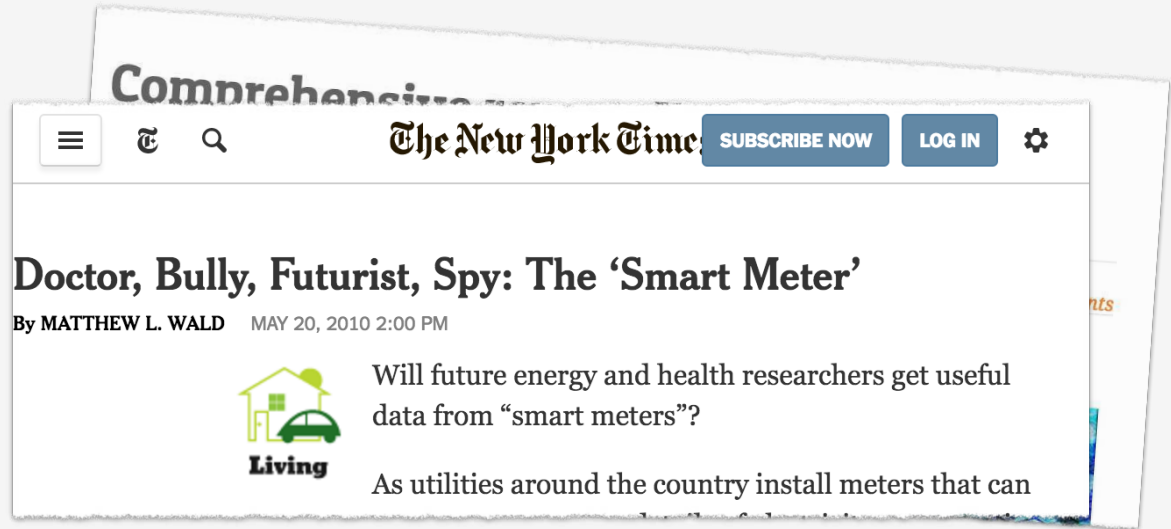 Comprehensive
The New York Times
SUBSCRIBE NOW
LOG IN
Doctor, Bully, Futurist, Spy: The ‘Smart Meter’
By MATTHEW L. WALD MAY 20, 2010 2:00 PM
Living
Will future energy and health researchers get useful
data from “smart meters”?
As utilities around the country install meters that can